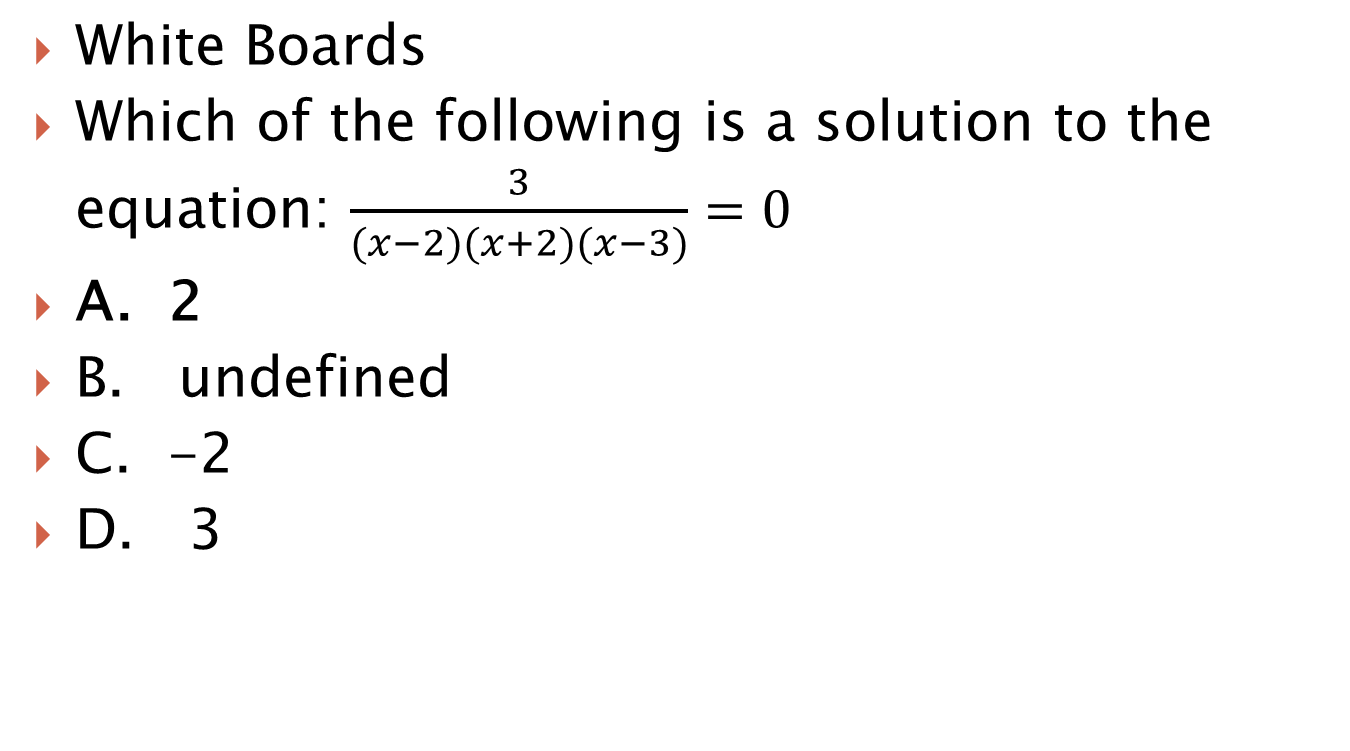 White Boards
Which of the following is a solution to the
equation: \frac{3}{(x−2)(x+2)(x−3)} = 0
A. 2
B. undefined
C. -2
D. 3